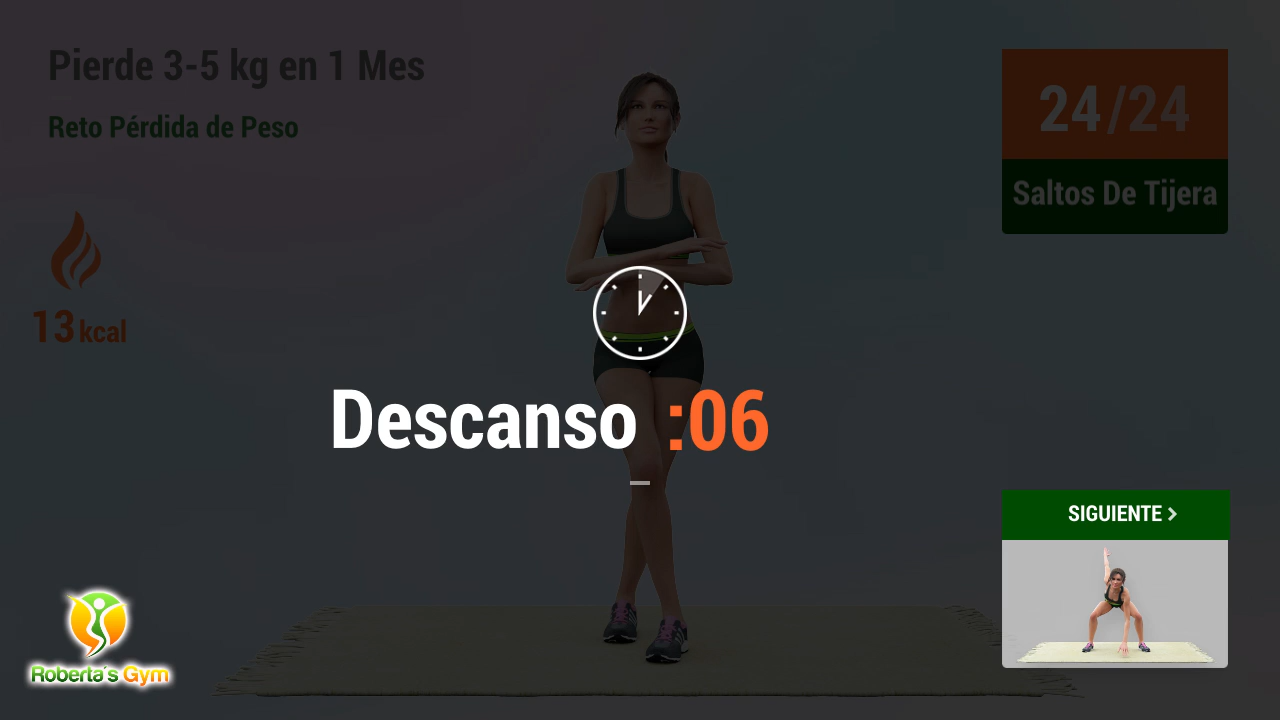 Pierde 3-5 kg en 1 Mes
Reto Pérdida de Peso
24/24
Saltos De Tijera
13 kcal
Descanso :06
SIGUIENTE >
Roberta's Gym